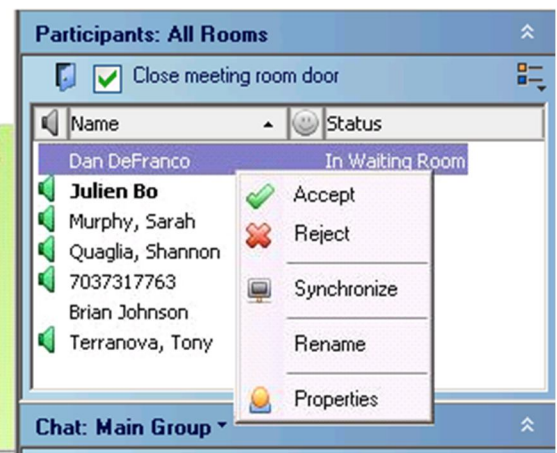 Participants: All Rooms
Close meeting room door
Name Status
Dan DeFranco In Waiting Room
Julien Bo
Murphy, Sarah
Quaglia, Shannon
7037317763
Brian Johnson
Terranova, Tony
Accept
Reject
Synchronize
Rename
Properties
Chat: Main Group